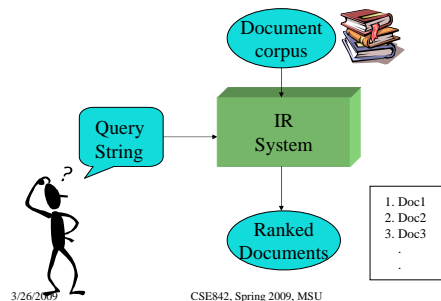 Document
corpus
Query
String
IR
System
?
Ranked
Documents
1. Doc1
2. Doc2
3. Doc3
.
.
3/26/2009
CSE842, Spring 2009, MSU